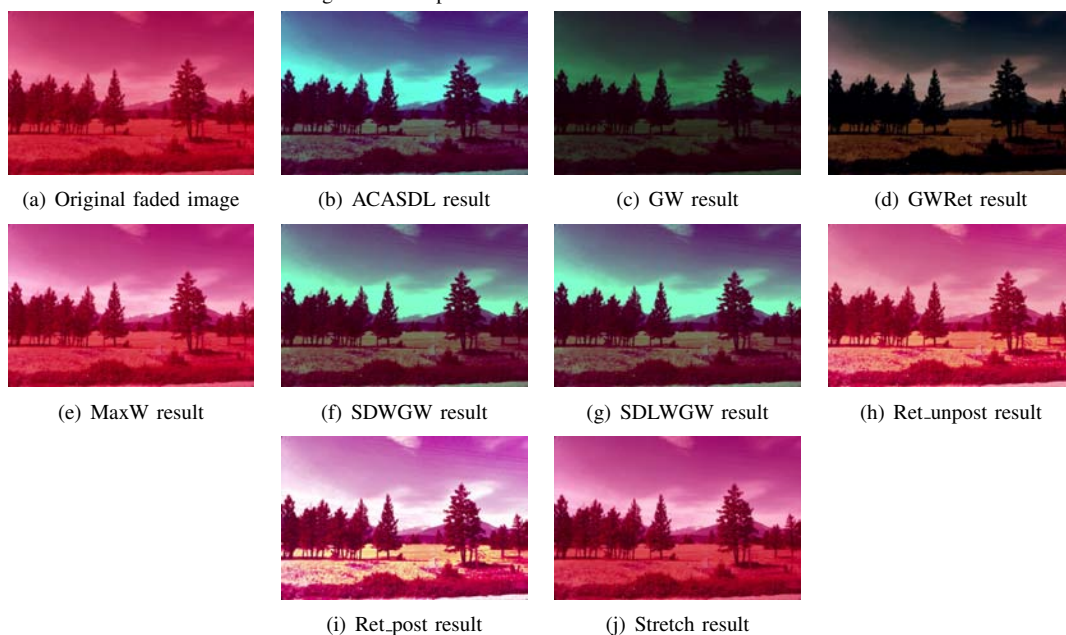 (a) Original faded image
(b) ACASDL result
(c) GW result
(d) GWRet result
(e) MaxW result
(f) SDWGW result
(g) SDLWGW result
(h) Ret_unpost result
(i) Ret_post result
(j) Stretch result